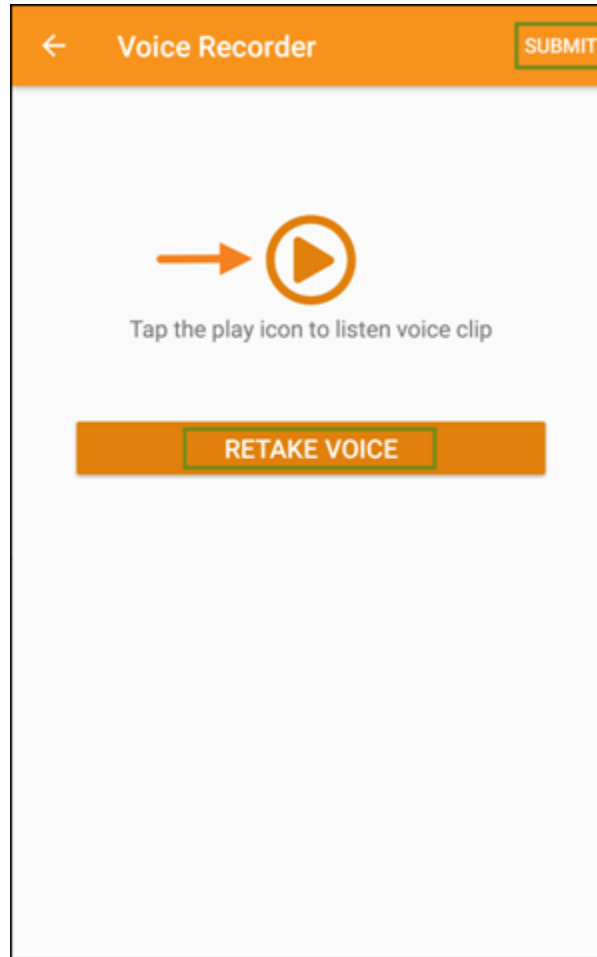 Voice Recorder
SUBMIT
Tap the play icon to listen voice clip
RETAKE VOICE